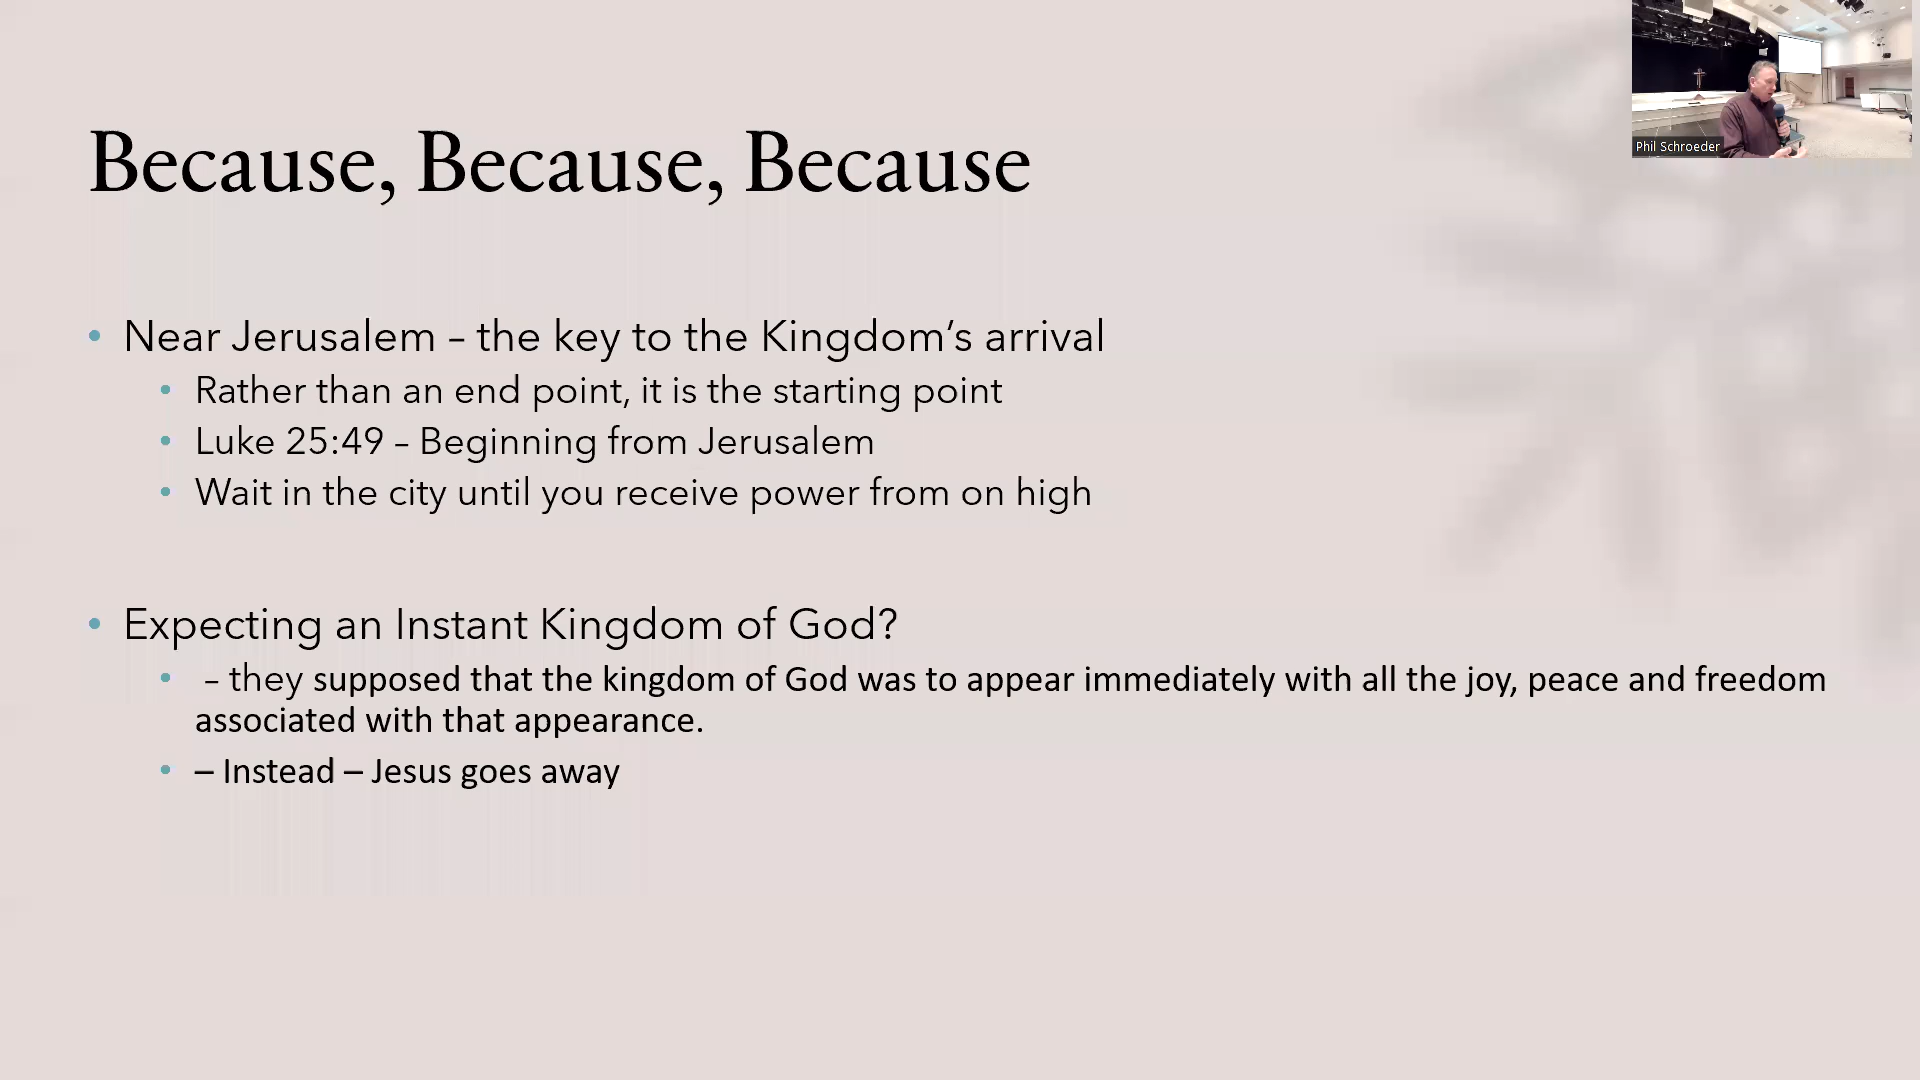 Phil Schroeder
Because, Because, Because
• Near Jerusalem – the key to the Kingdom’s arrival
• Rather than an end point, it is the starting point
• Luke 25:49 – Beginning from Jerusalem
• Wait in the city until you receive power from on high
• Expecting an Instant Kingdom of God?
• – they supposed that the kingdom of God was to appear immediately with all the joy, peace and freedom
associated with that appearance.
• – Instead – Jesus goes away